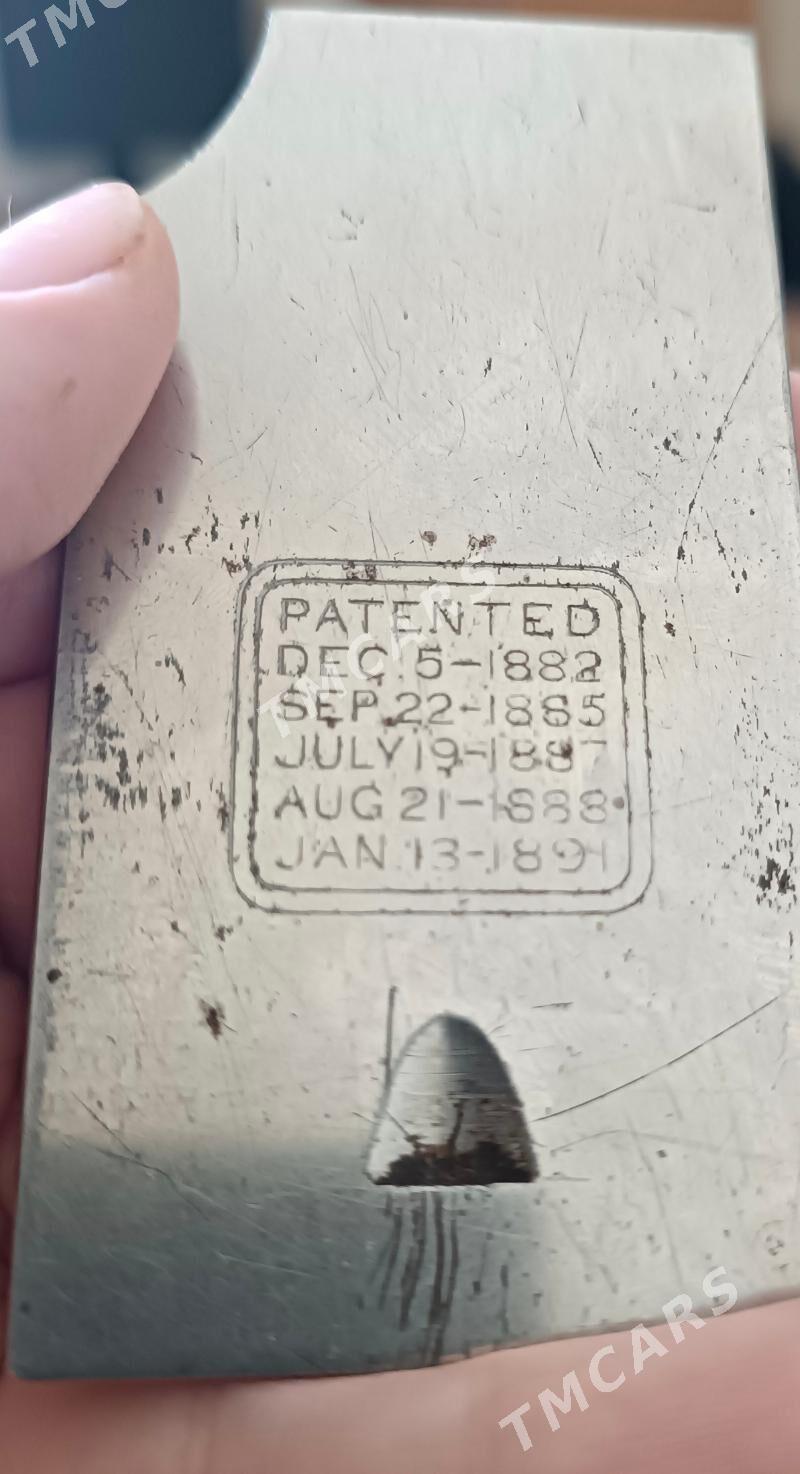 TMCARS
PATENTED
DEC. 5-1882
SEP. 22-1885
JULY 19-1887
AUG 21-1888
JAN. 13-1891
TMCARS
TMCARS